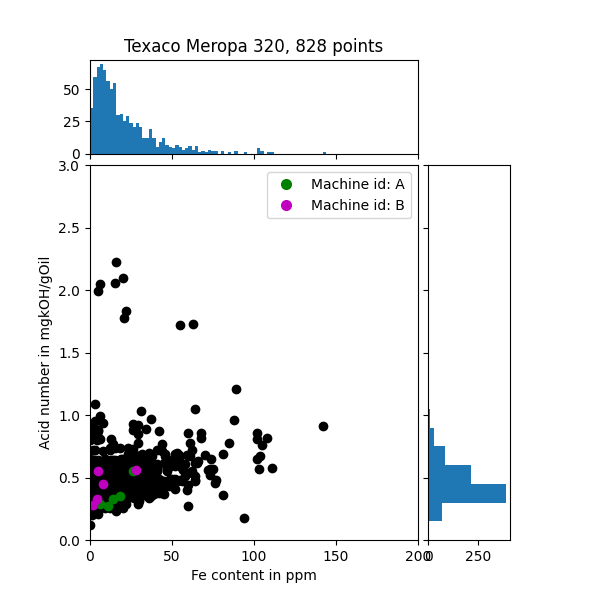 Texaco Meropa 320, 828 points
50
25
0
3.0
2.5
2.0
1.5
1.0
0.5
0.0
Acid number in mgkOH/gOil
Machine id: A
Machine id: B
0 50 100 150 200
0 250
Fe content in ppm